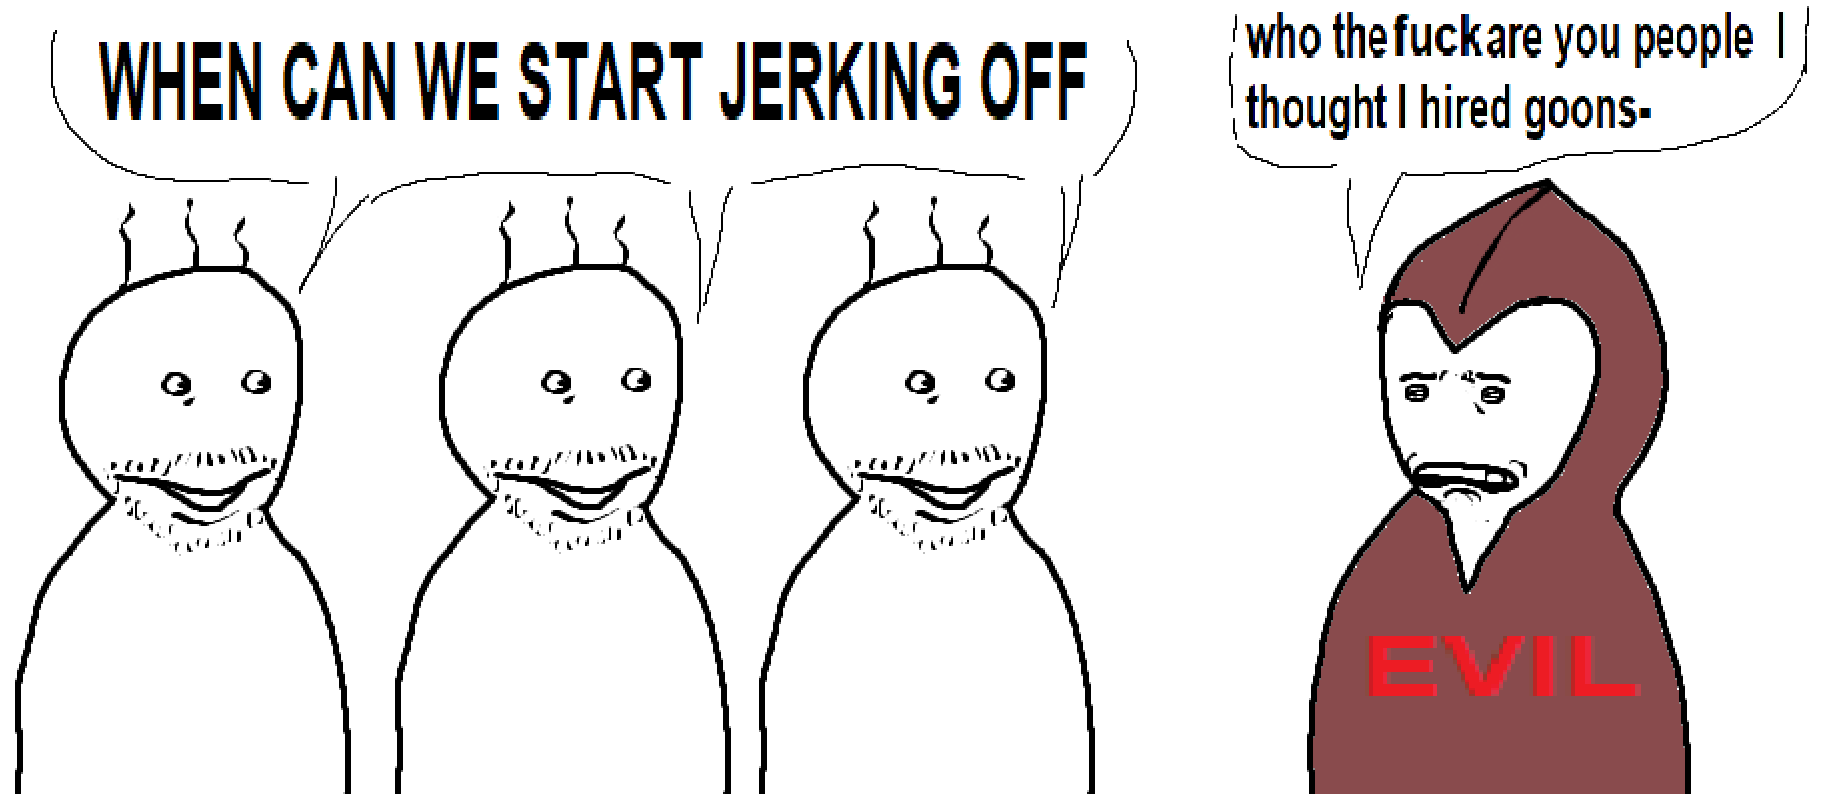 WHEN CAN WE START JERKING OFF
who the fuck are you people I
thought I hired goons-
EVIL